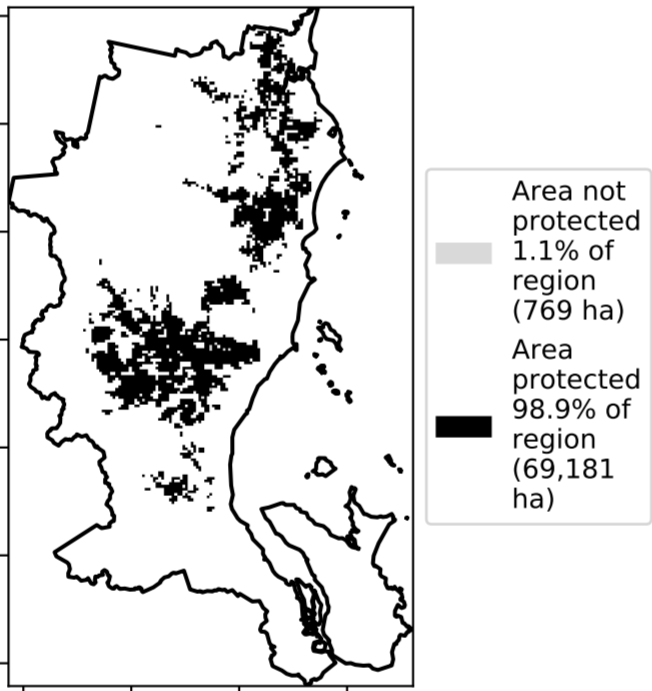 Area not
protected
1.1% of
region
(769 ha)
Area
protected
98.9% of
region
(69,181
ha)